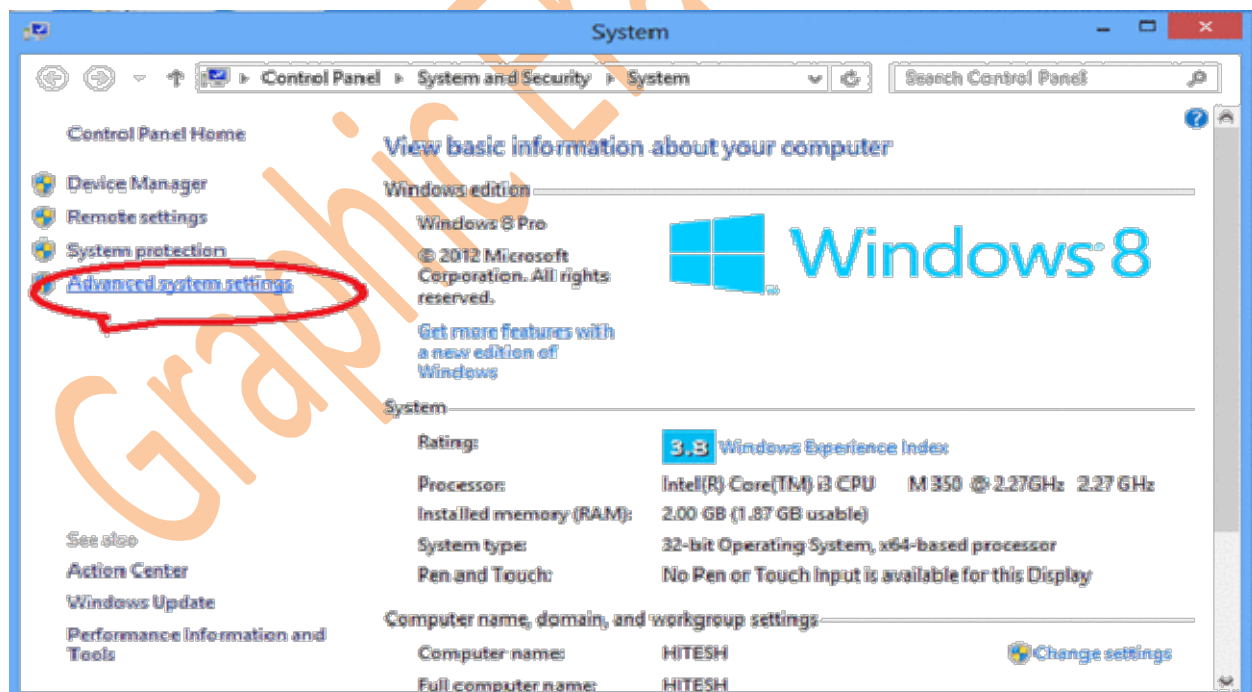 System
Control Panel System and Security System
Search Control Panel
Control Panel Home
Device Manager
Remote settings
System protection
Advanced system settings
See also
Action Center
Windows Update
Performance Information and
Tools
View basic information about your computer
Windows edition
Windows 8 Pro
© 2012 Microsoft
Corporation. All rights
reserved.
Get more features with
a new edition of
Windows
Windows 8
System
Rating: 3.8 Windows Experience Index
Processor: Intel(R) Core(TM) i3 CPU M 350 @ 2.27GHz 2.27 GHz
Installed memory (RAM): 2.00 GB (1.87 GB usable)
System type: 32-bit Operating System, x64-based processor
Pen and Touch: No Pen or Touch Input is available for this Display
Computer name, domain, and workgroup settings
Computer name: HITESH Change settings
Full computer name: HITESH
Graphic